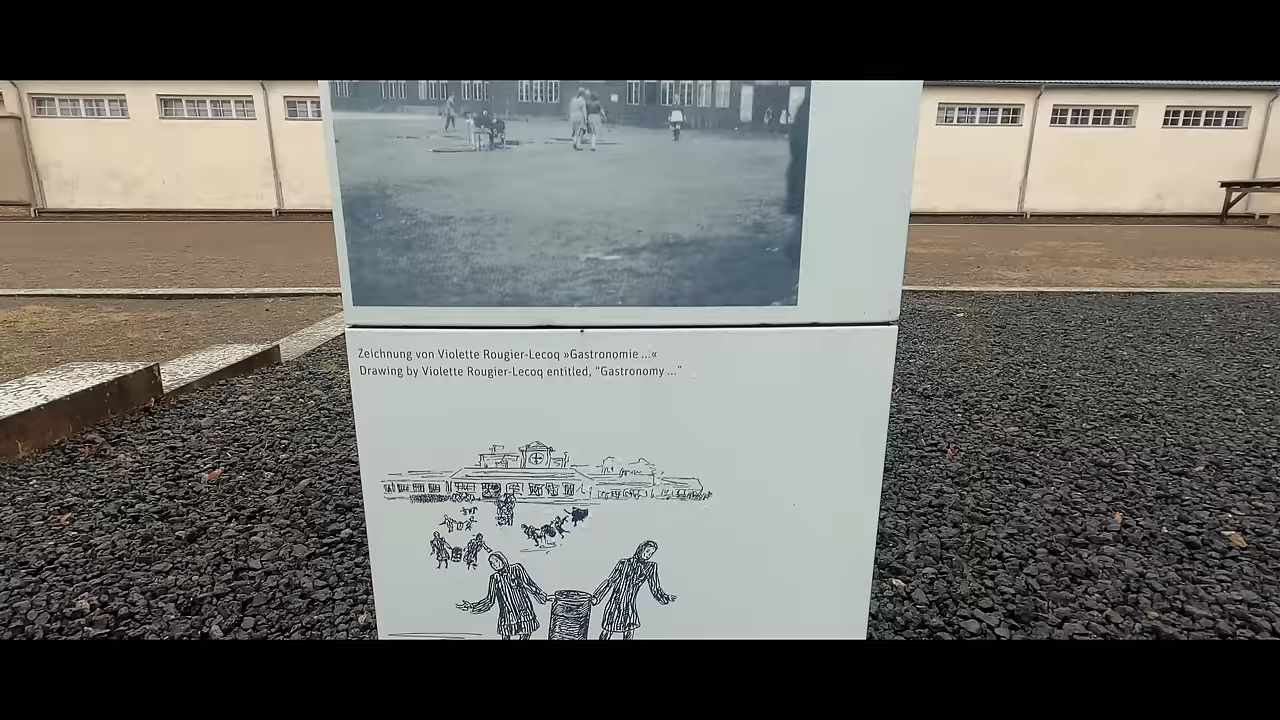 Zeichnung von Violette Rougier-Lecoq »Gastronomie ...«
Drawing by Violette Rougier-Lecoq entitled, "Gastronomy ..."